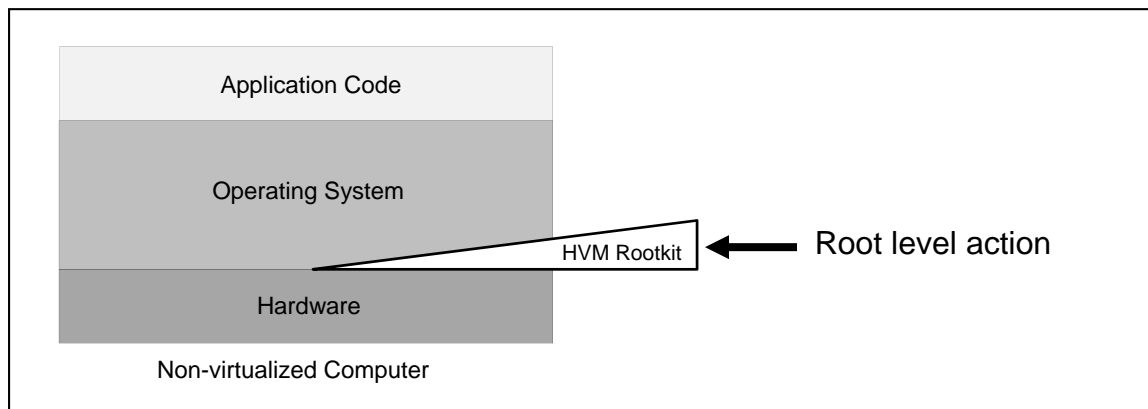 Application Code
Operating System
HVM Rootkit
Root level action
Hardware
Non-virtualized Computer